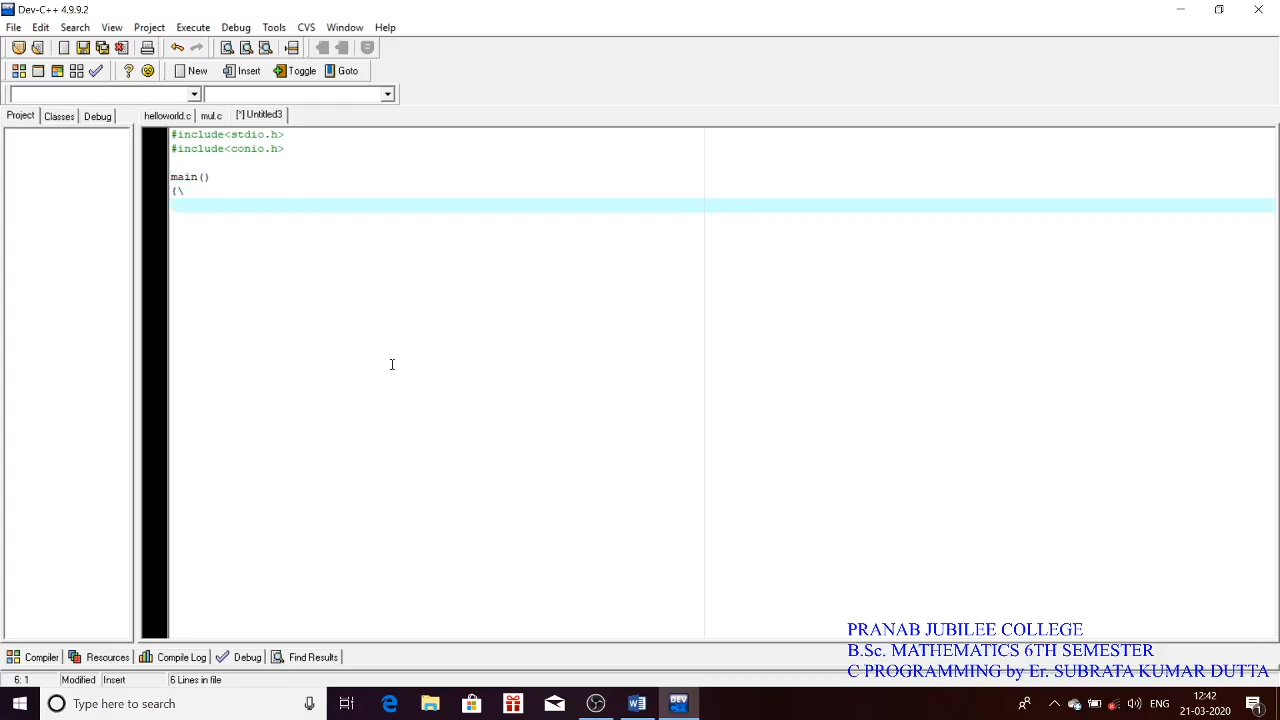 Dev-C++ 4.9.9.2
File Edit Search View Project Execute Debug Tools CVS Window Help
New Insert Toggle Goto
Project Classes Debug helloworld.c mul.c [*] Untitled3
#include<stdio.h>
#include<conio.h>
main()
{\
Compiler Resources Compile Log Debug Find Results
6: 1 Modified Insert 6 Lines in file
PRANAB JUBILEE COLLEGE
B.Sc. MATHEMATICS 6TH SEMESTER
C PROGRAMMING by Er. SUBRATA KUMAR DUTTA
Type here to search
DEV
ENG
12:42
21-03-2020
1